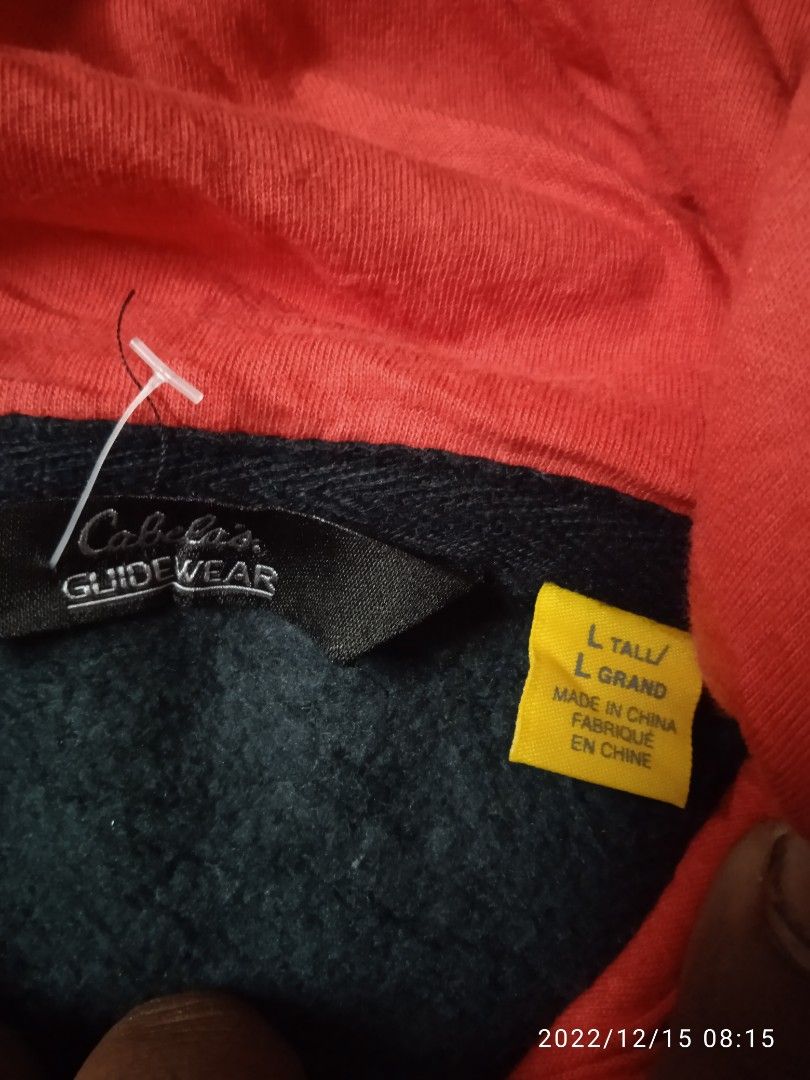 Cabela's.
GUIDEWEAR
L TALL/
L GRAND
MADE IN CHINA
FABRIQUÉ
EN CHINE
2022/12/15 08:15